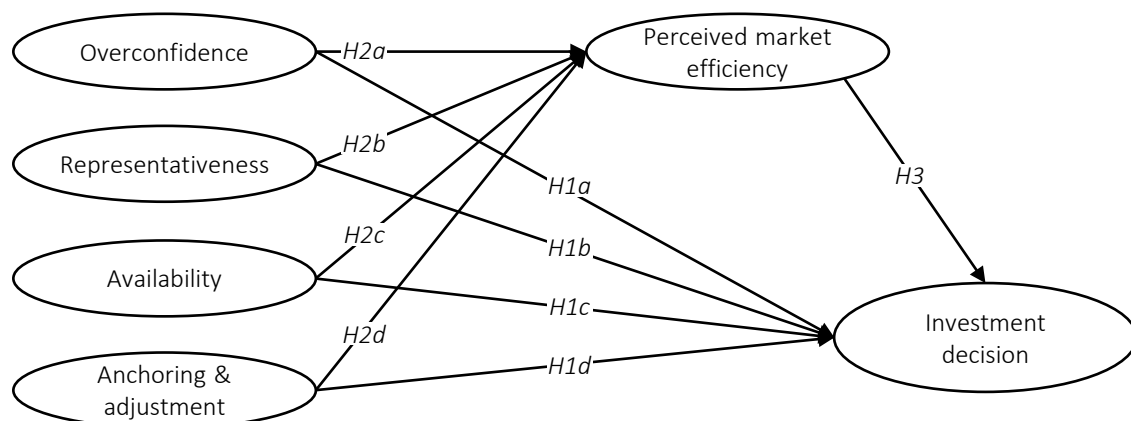 Overconfidence
H2a
Perceived market
efficiency
Representativeness
H2b
H1a
H3
Availability
H2c
H1b
H1c
Investment
decision
Anchoring &
adjustment
H2d
H1d